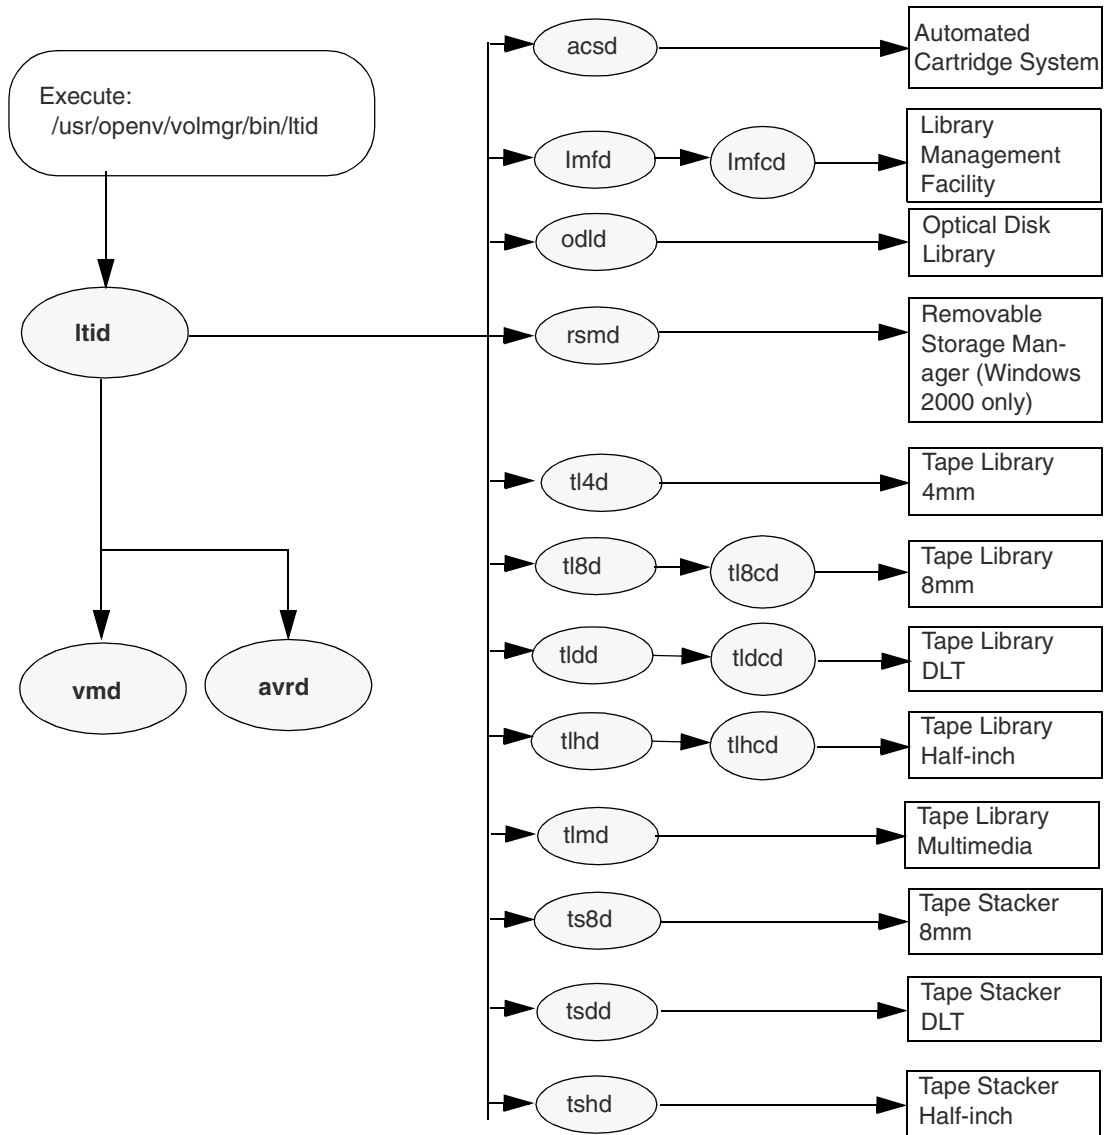 Execute:
/usr/openv/volmgr/bin/ltid
ltid
vmd
avrd
acsd
Automated
Cartridge System
lmfd
lmfcd
Library
Management
Facility
odld
Optical Disk
Library
rsmd
Removable
Storage Man-
ager (Windows
2000 only)
tl4d
Tape Library
4mm
tl8d
tl8cd
Tape Library
8mm
tldd
tldcd
Tape Library
DLT
tlhd
tlhcd
Tape Library
Half-inch
tlmd
Tape Library
Multimedia
ts8d
Tape Stacker
8mm
tsdd
Tape Stacker
DLT
tshd
Tape Stacker
Half-inch